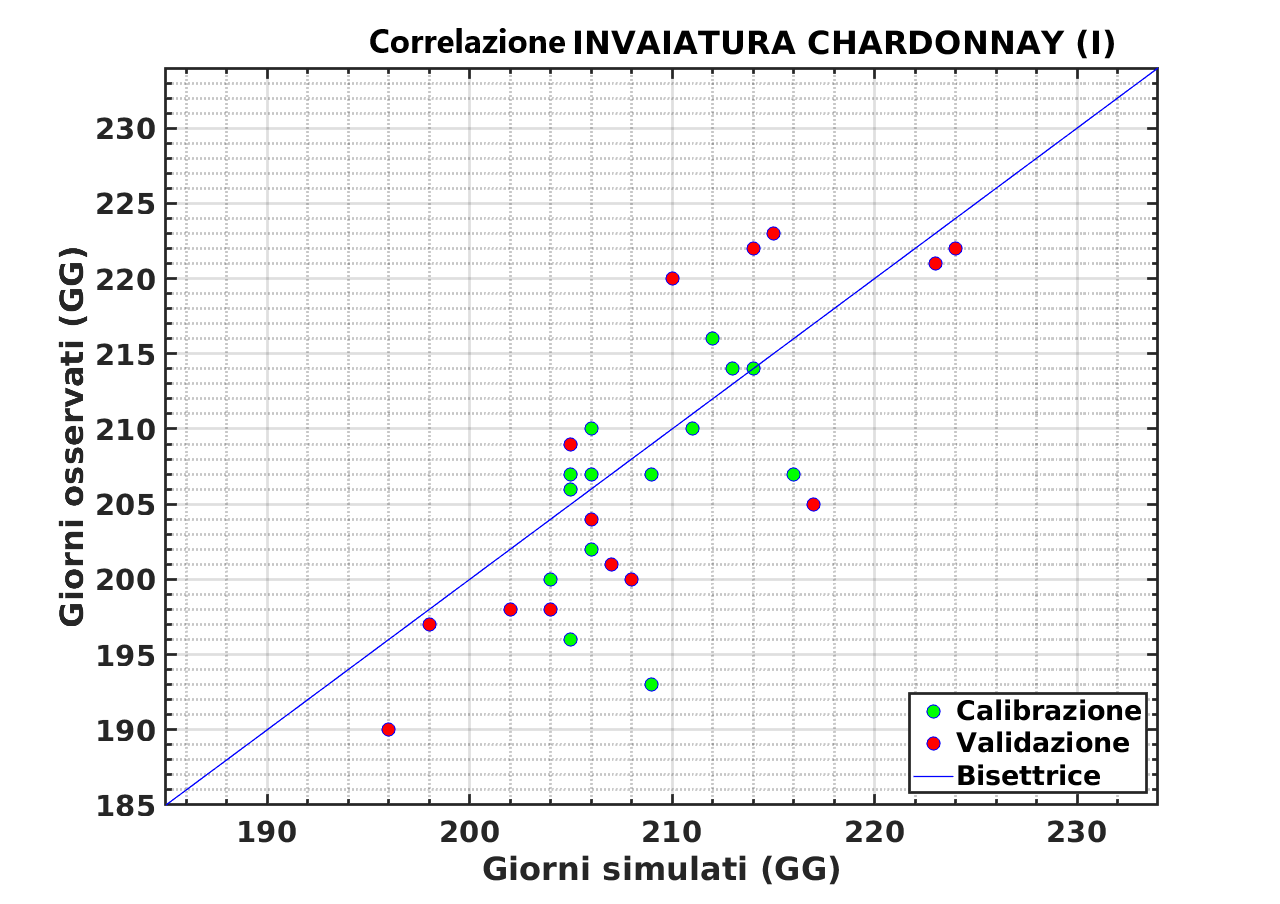 Correlazione INVAIATURA CHARDONNAY (I)
Giorni osservati (GG)
230
225
220
215
210
205
200
195
190
185
190 200 210 220 230
Giorni simulati (GG)
Calibrazione
Validazione
Bisettrice